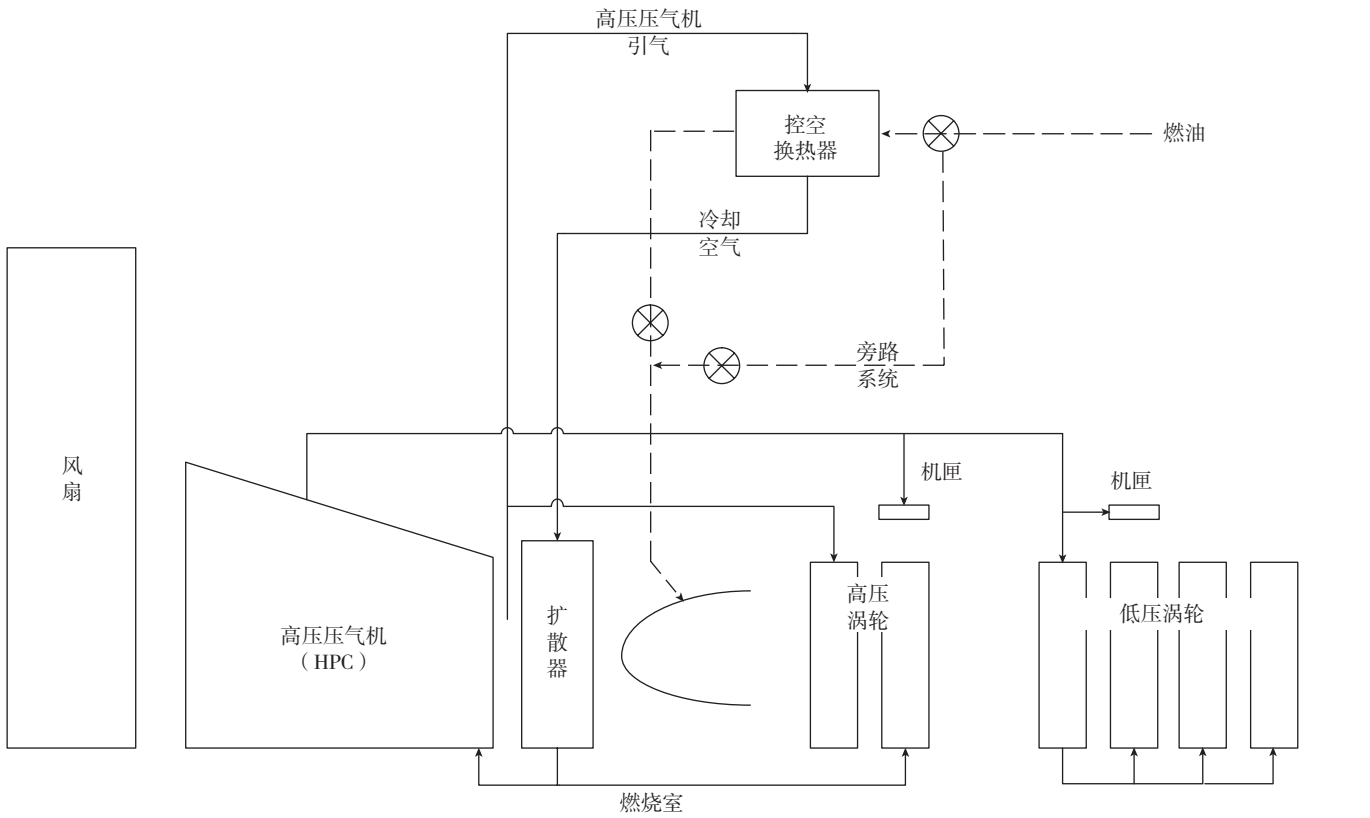 高压压气机
引气
控空
换热器
燃油
冷却
空气
旁路
系统
风
扇
机匣
机匣
高压压气机
（HPC）
扩
散
器
高压
涡轮
低压涡轮
燃烧室